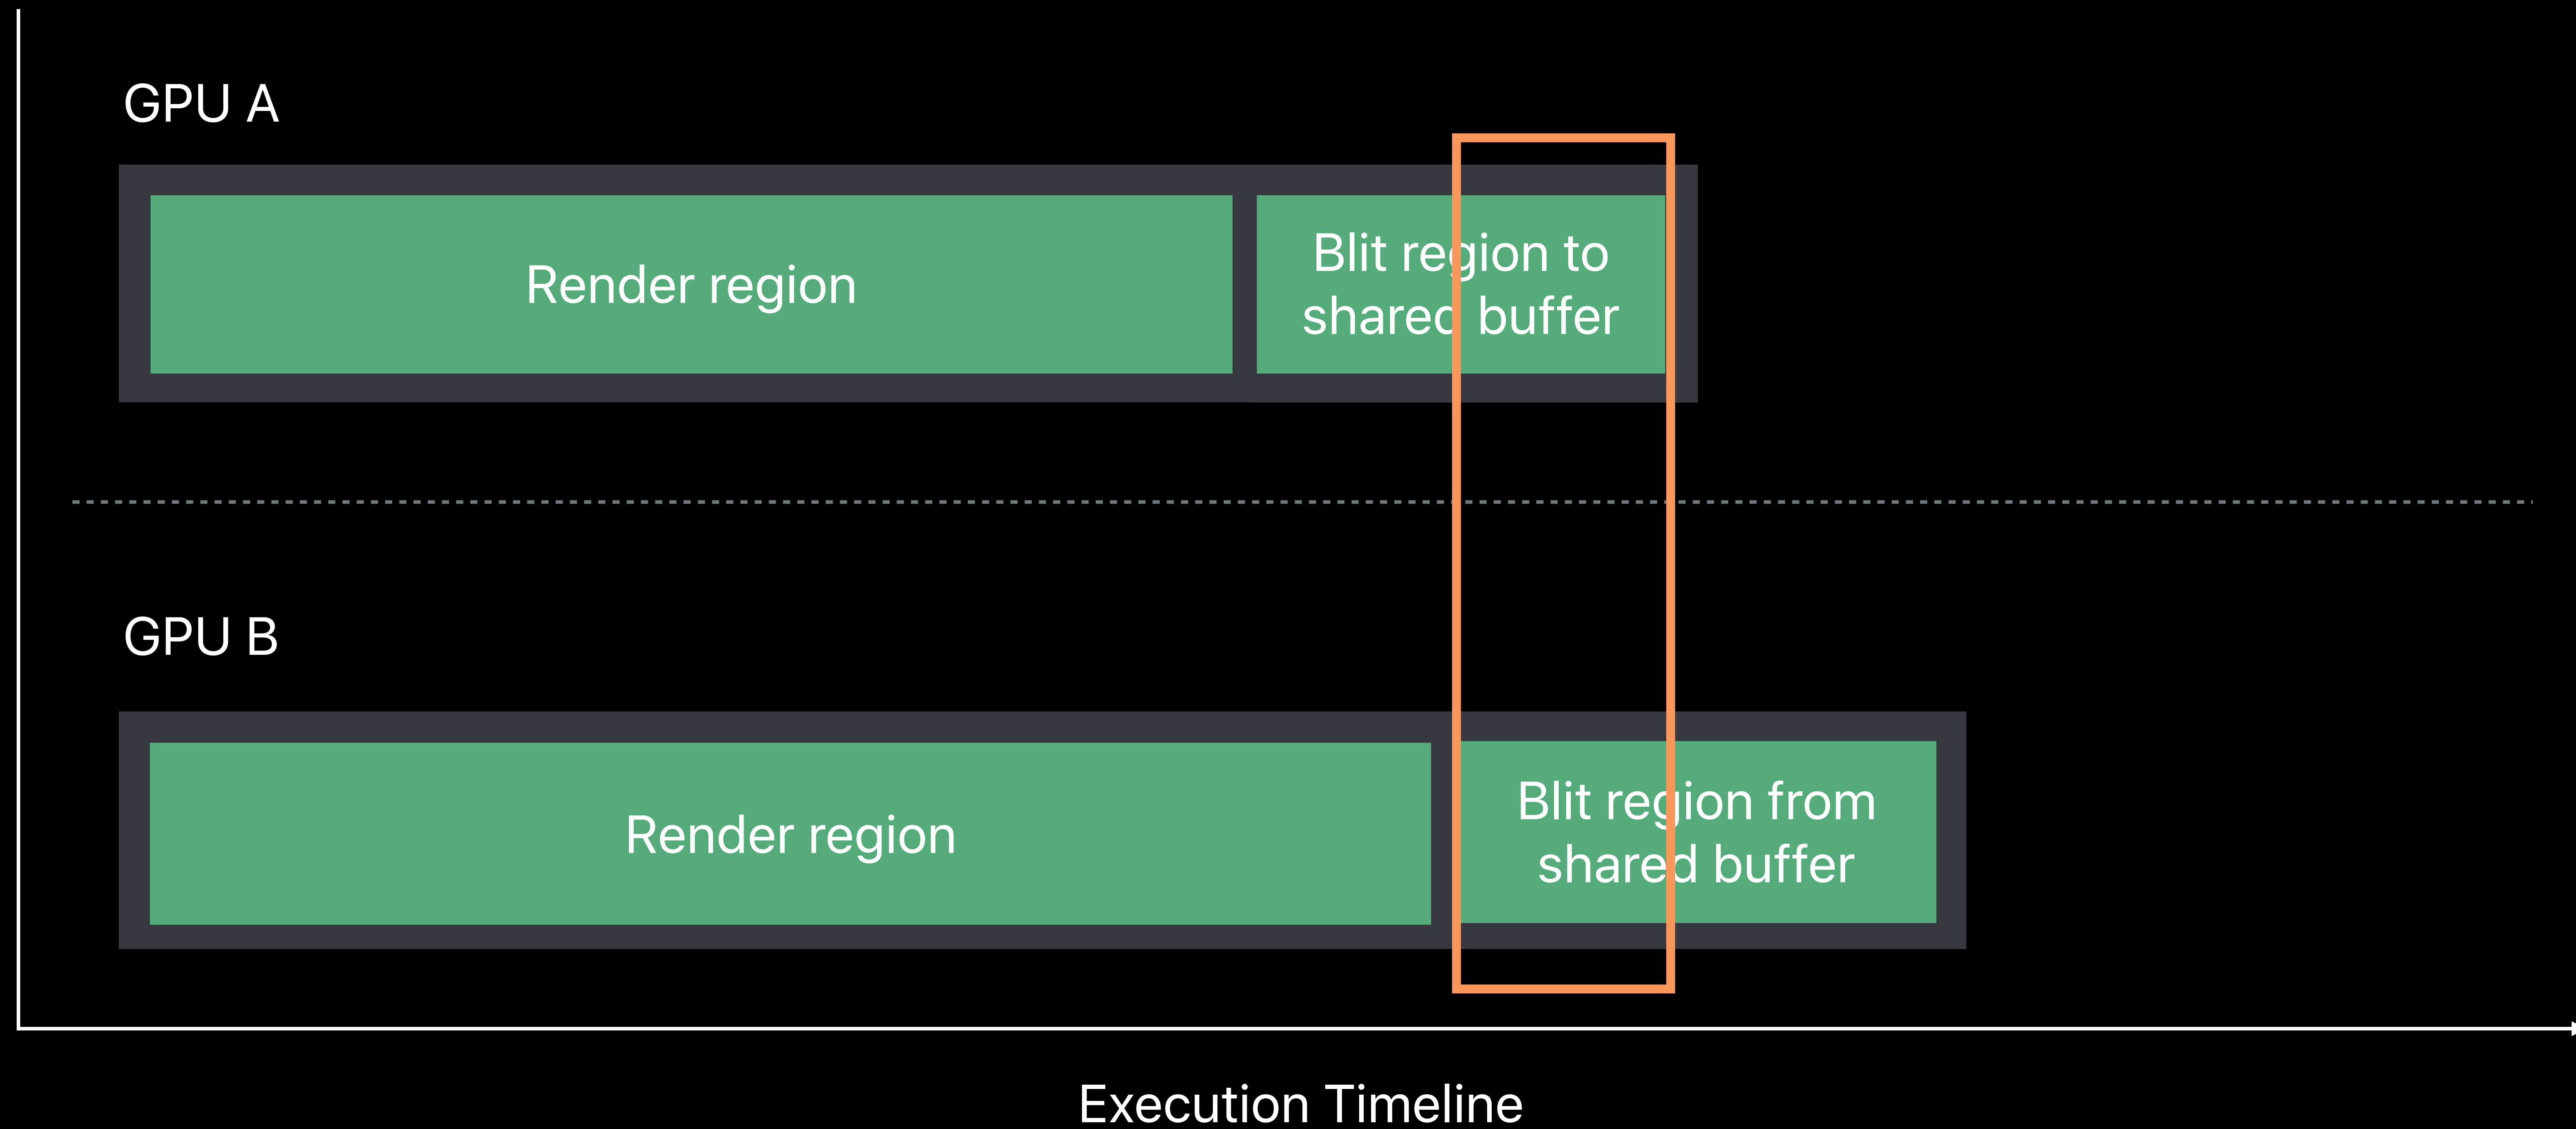 GPU A
Render region
Blit region to
shared buffer
GPU B
Render region
Blit region from
shared buffer
Execution Timeline